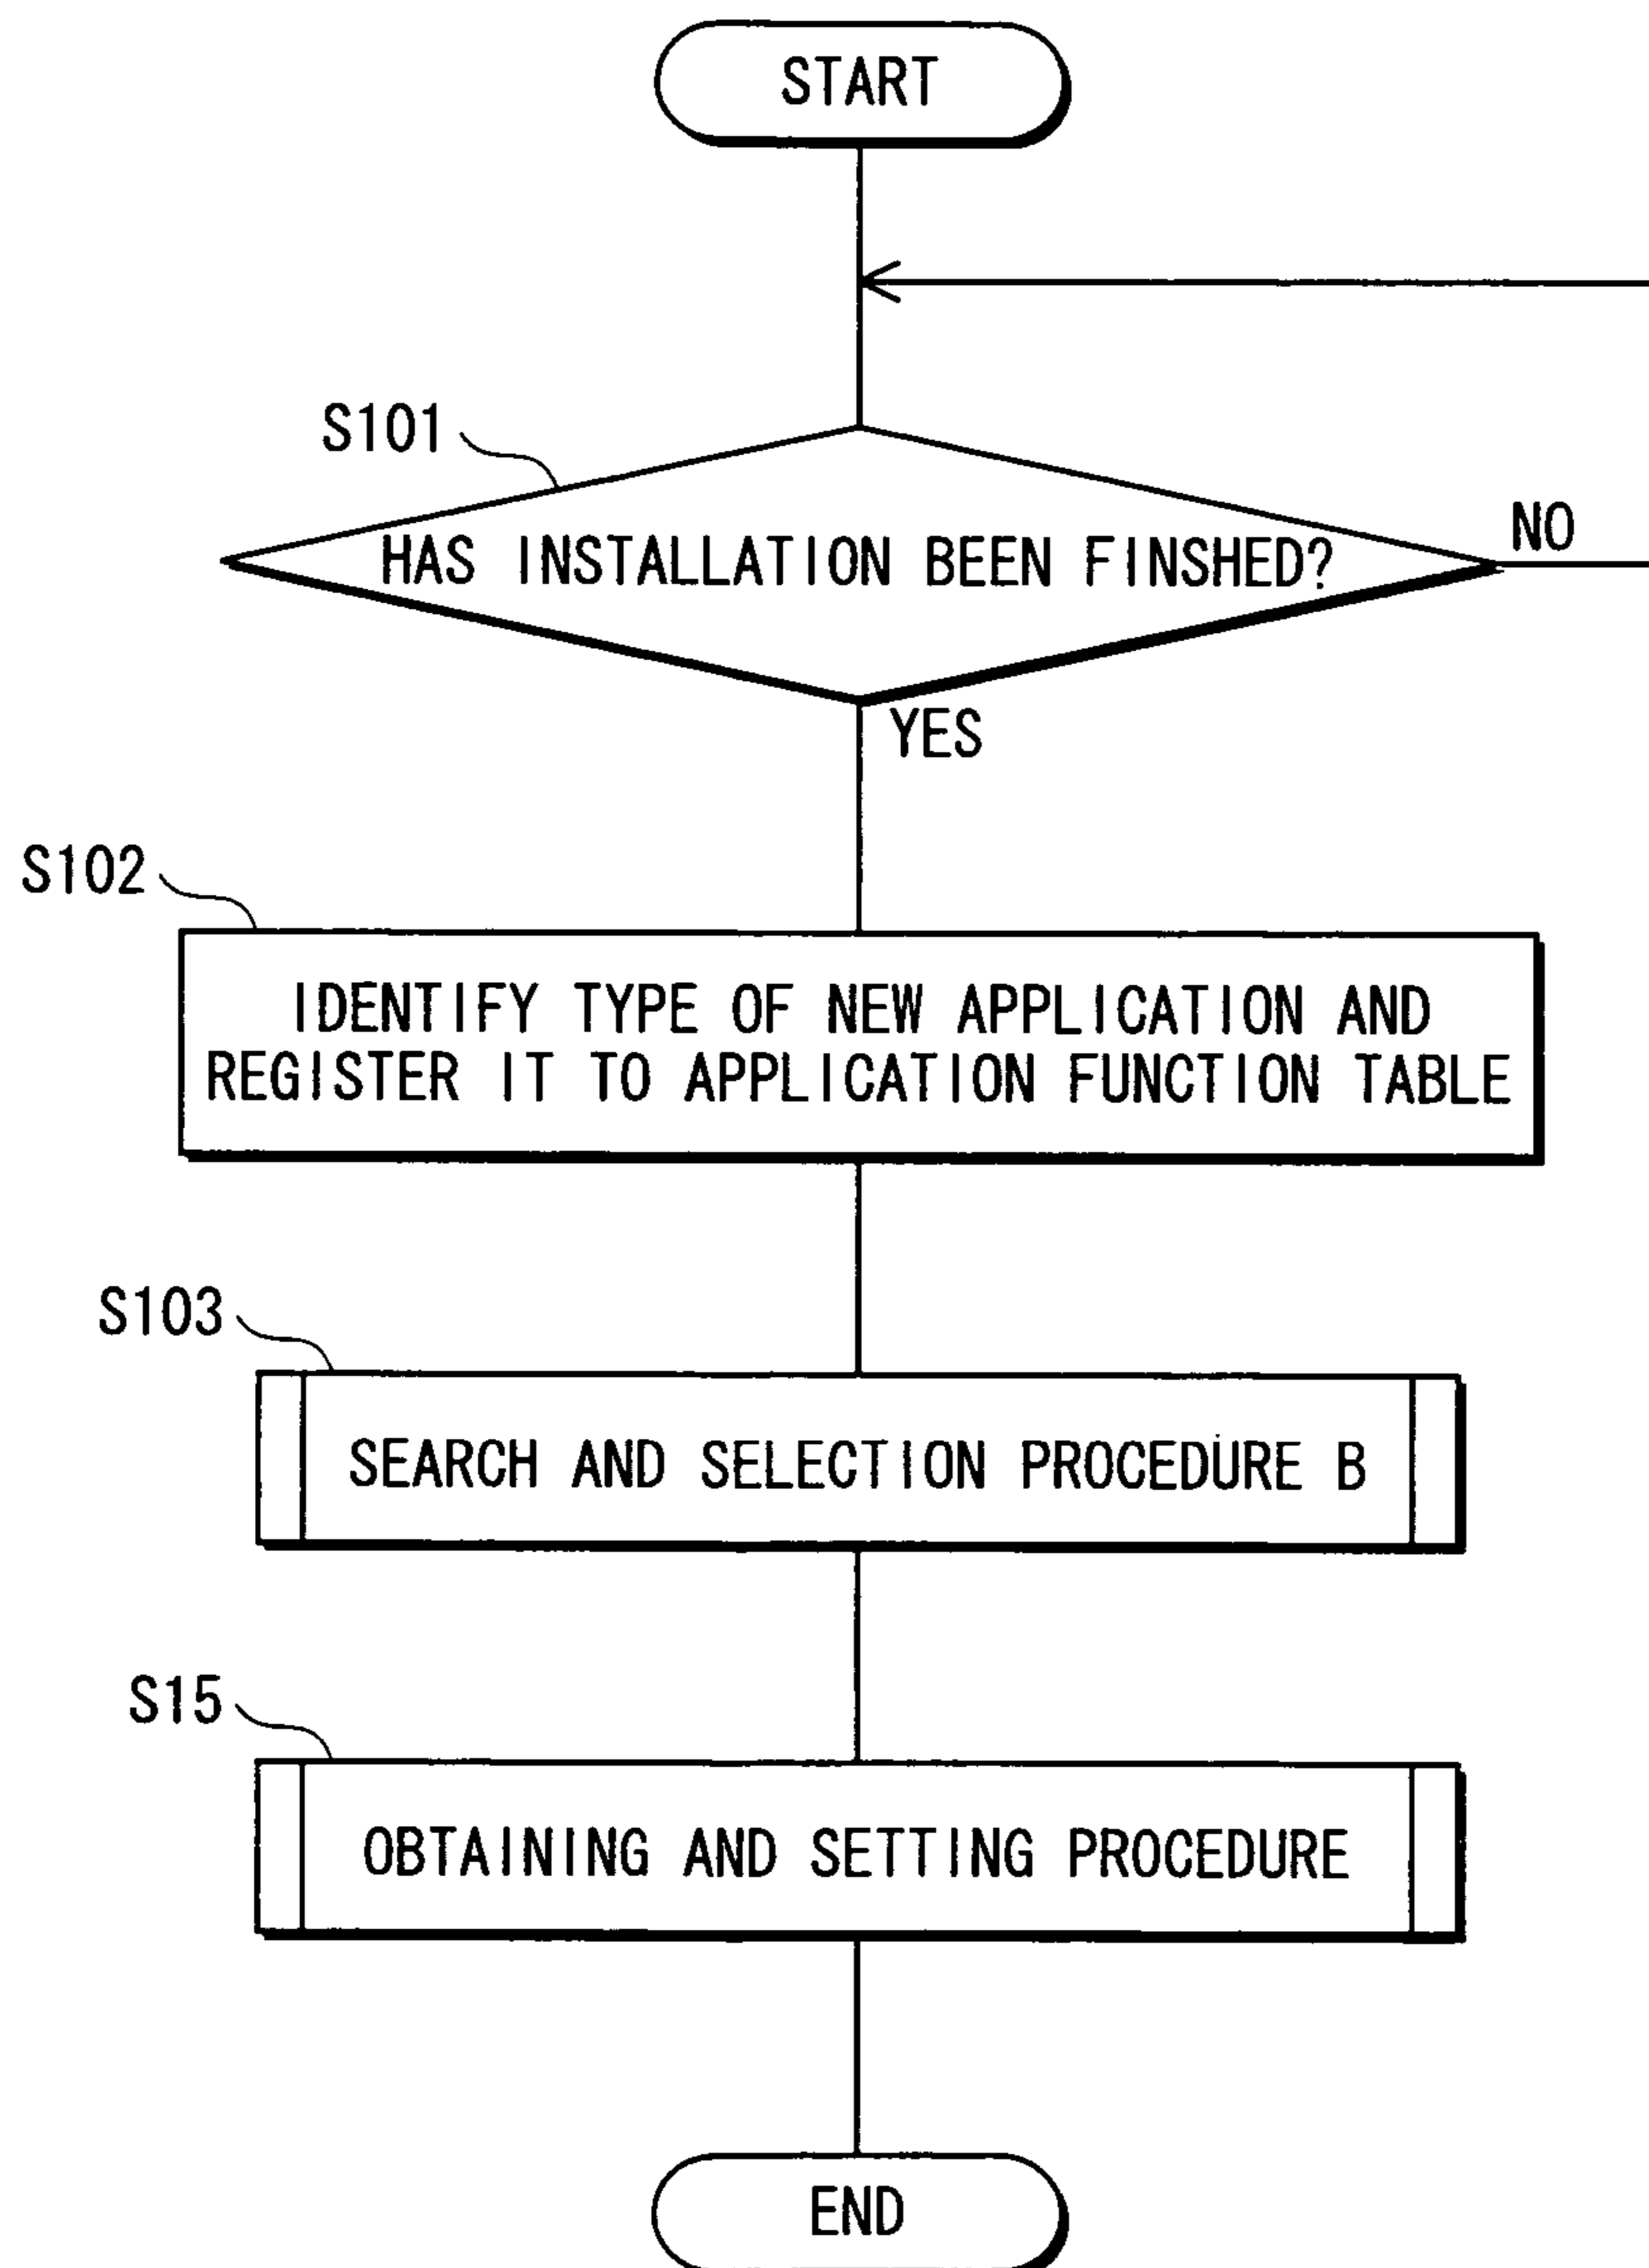 START
S101
HAS INSTALLATION BEEN FINSHED?
NO
YES
S102
IDENTIFY TYPE OF NEW APPLICATION AND
REGISTER IT TO APPLICATION FUNCTION TABLE
S103
SEARCH AND SELECTION PROCEDURE B
S15
OBTAINING AND SETTING PROCEDURE
END